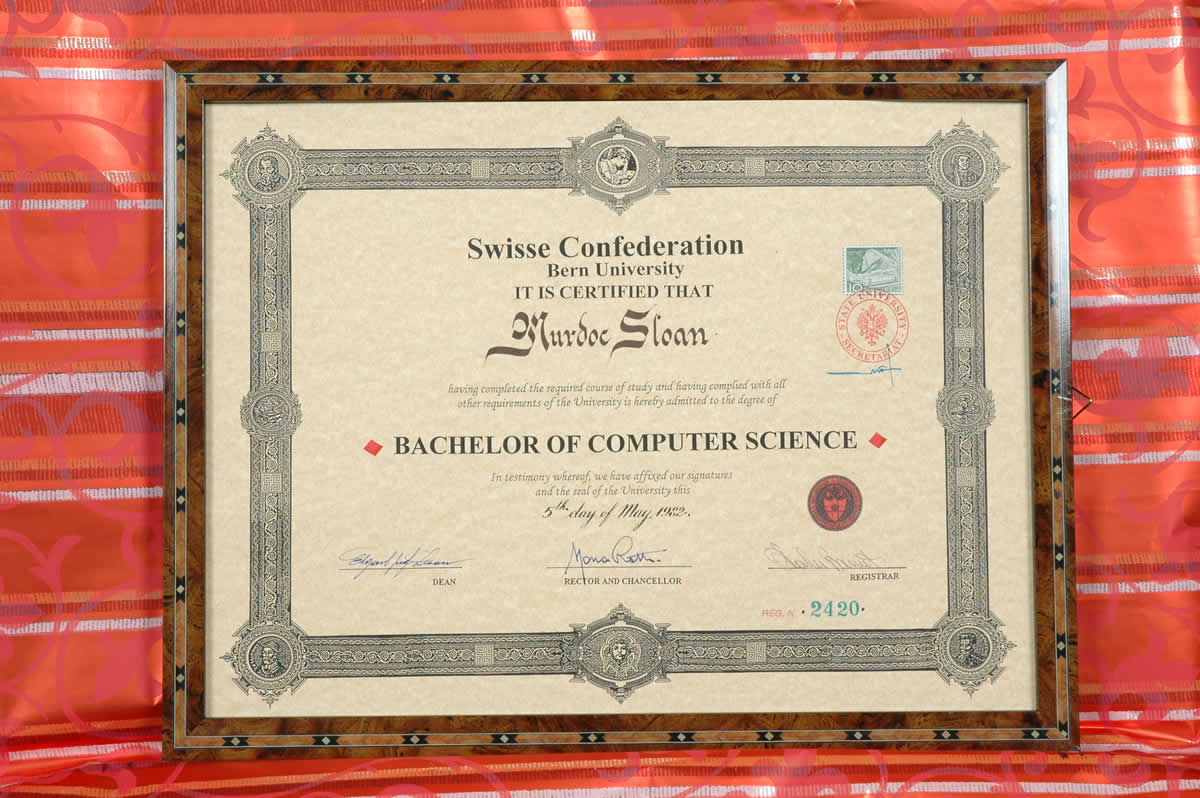 Swisse Confederation
Bern University
IT IS CERTIFIED THAT
Murdoc Sloan
having completed the required course of study and having complied with all
other requirements of the University is hereby admitted to the degree of
BACHELOR OF COMPUTER SCIENCE
In testimony whereof, we have affixed our signatures
and the seal of the University this
5th day of May, 1982.
DEAN
RECTOR AND CHANCELLOR
REGISTRAR
REG. N. · 2420·
10
STATE UNIVERSITY
· SECRETARIAT ·